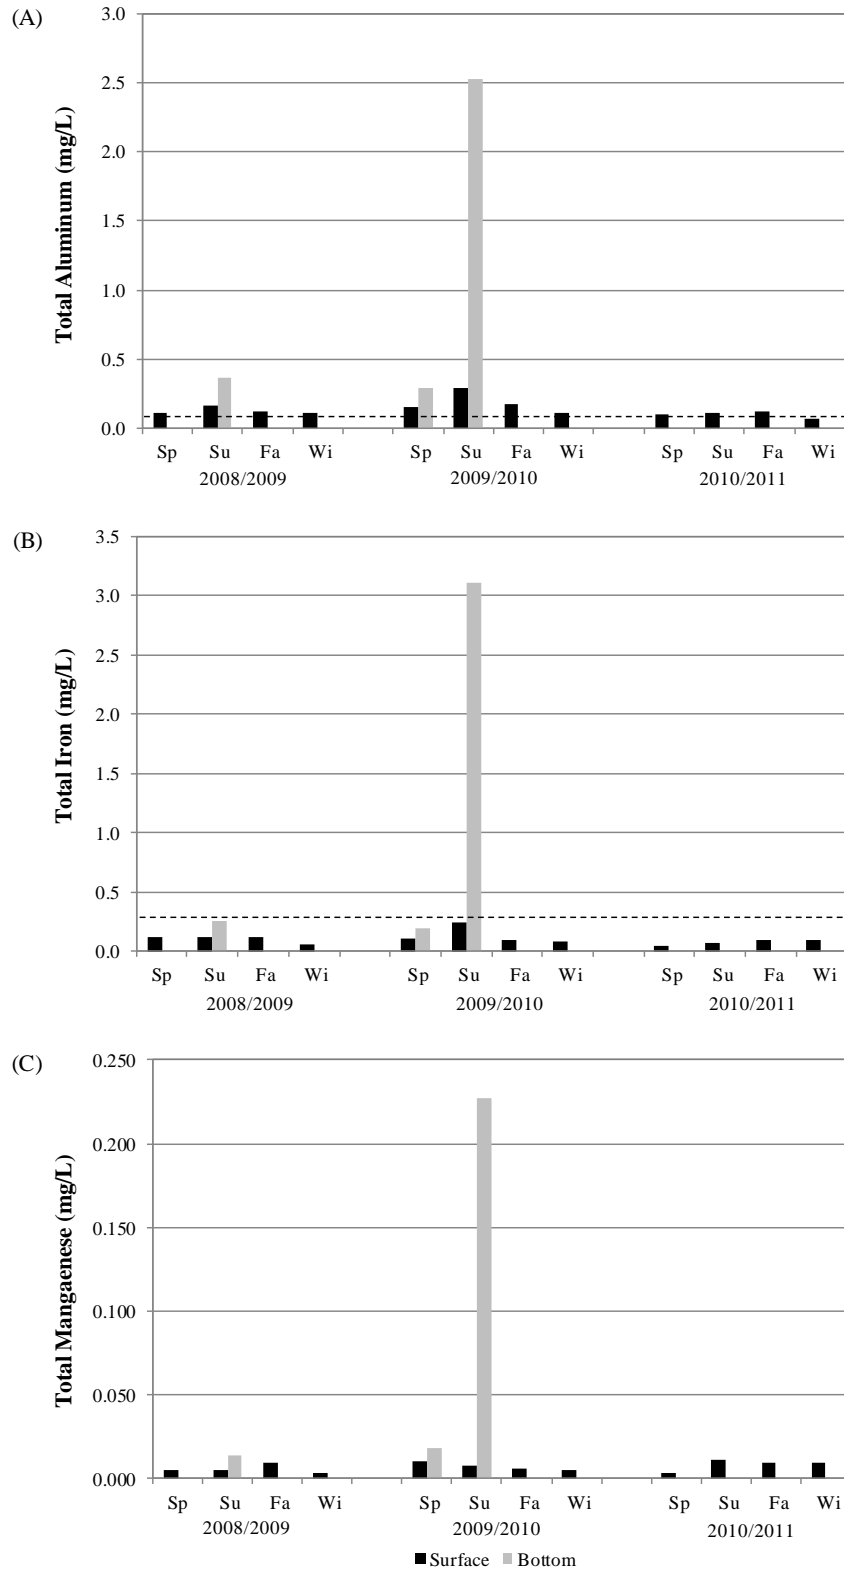 (A)
Total Aluminum (mg/L)
3.0
2.5
2.0
1.5
1.0
0.5
0.0
Sp Su Fa Wi Sp Su Fa Wi Sp Su Fa Wi
2008/2009 2009/2010 2010/2011
(B)
Total Iron (mg/L)
3.5
3.0
2.5
2.0
1.5
1.0
0.5
0.0
Sp Su Fa Wi Sp Su Fa Wi Sp Su Fa Wi
2008/2009 2009/2010 2010/2011
(C)
Total Mangaenese (mg/L)
0.250
0.200
0.150
0.100
0.050
0.000
Sp Su Fa Wi Sp Su Fa Wi Sp Su Fa Wi
2008/2009 2009/2010 2010/2011
Surface Bottom